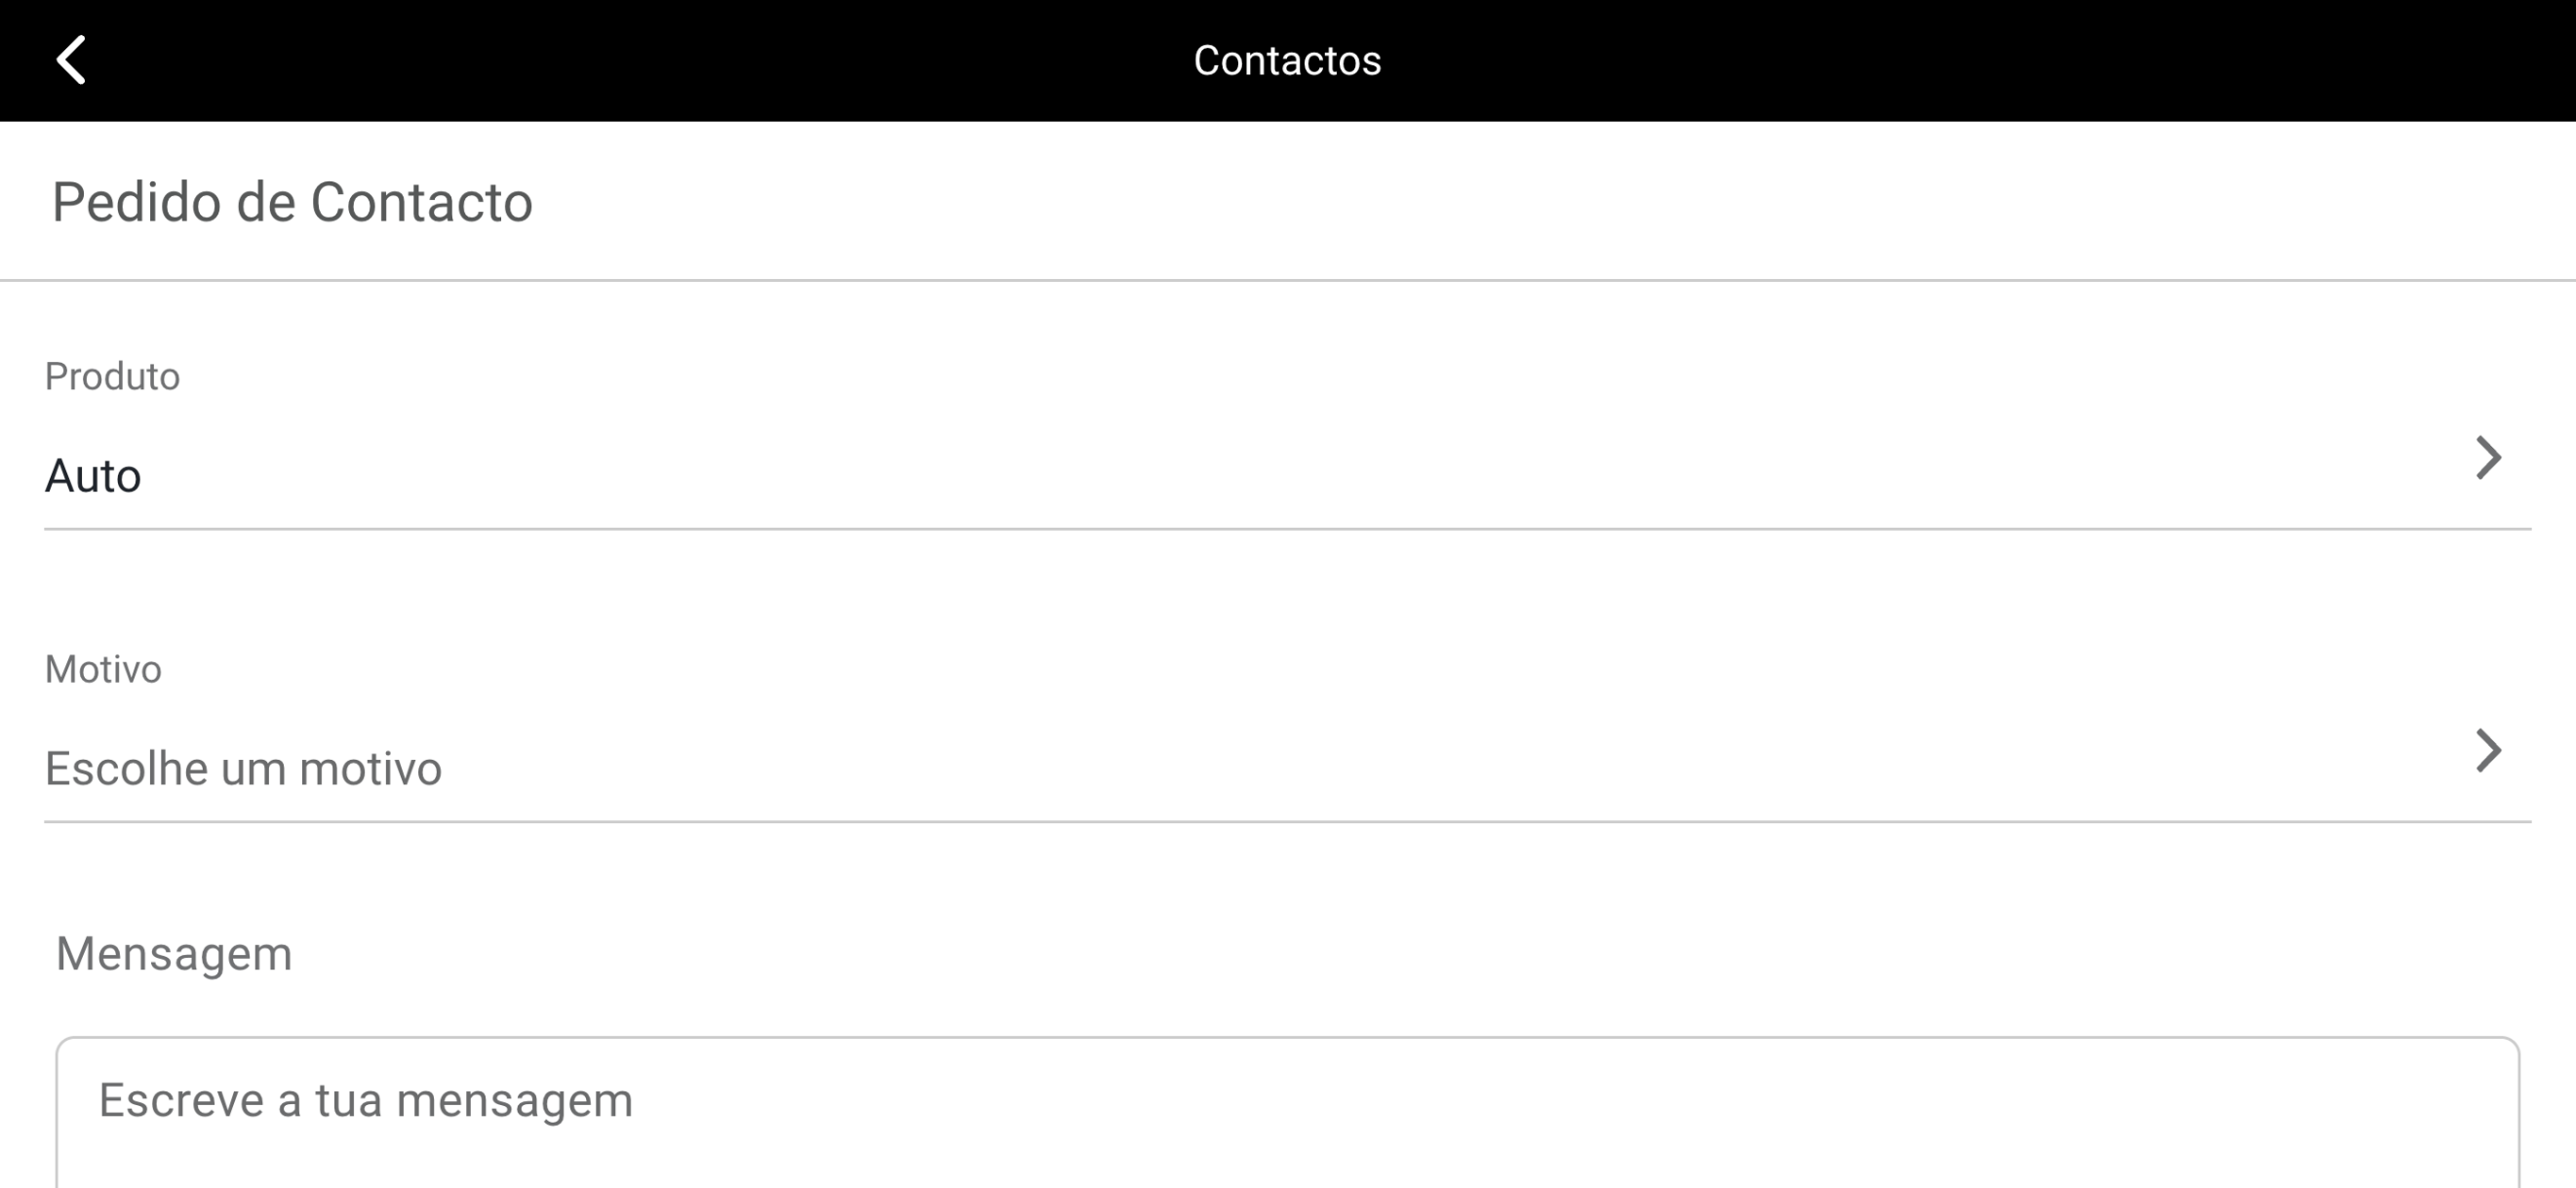 Contactos
Pedido de Contacto
Produto
Auto
Motivo
Escolhe um motivo
Mensagem
Escreve a tua mensagem